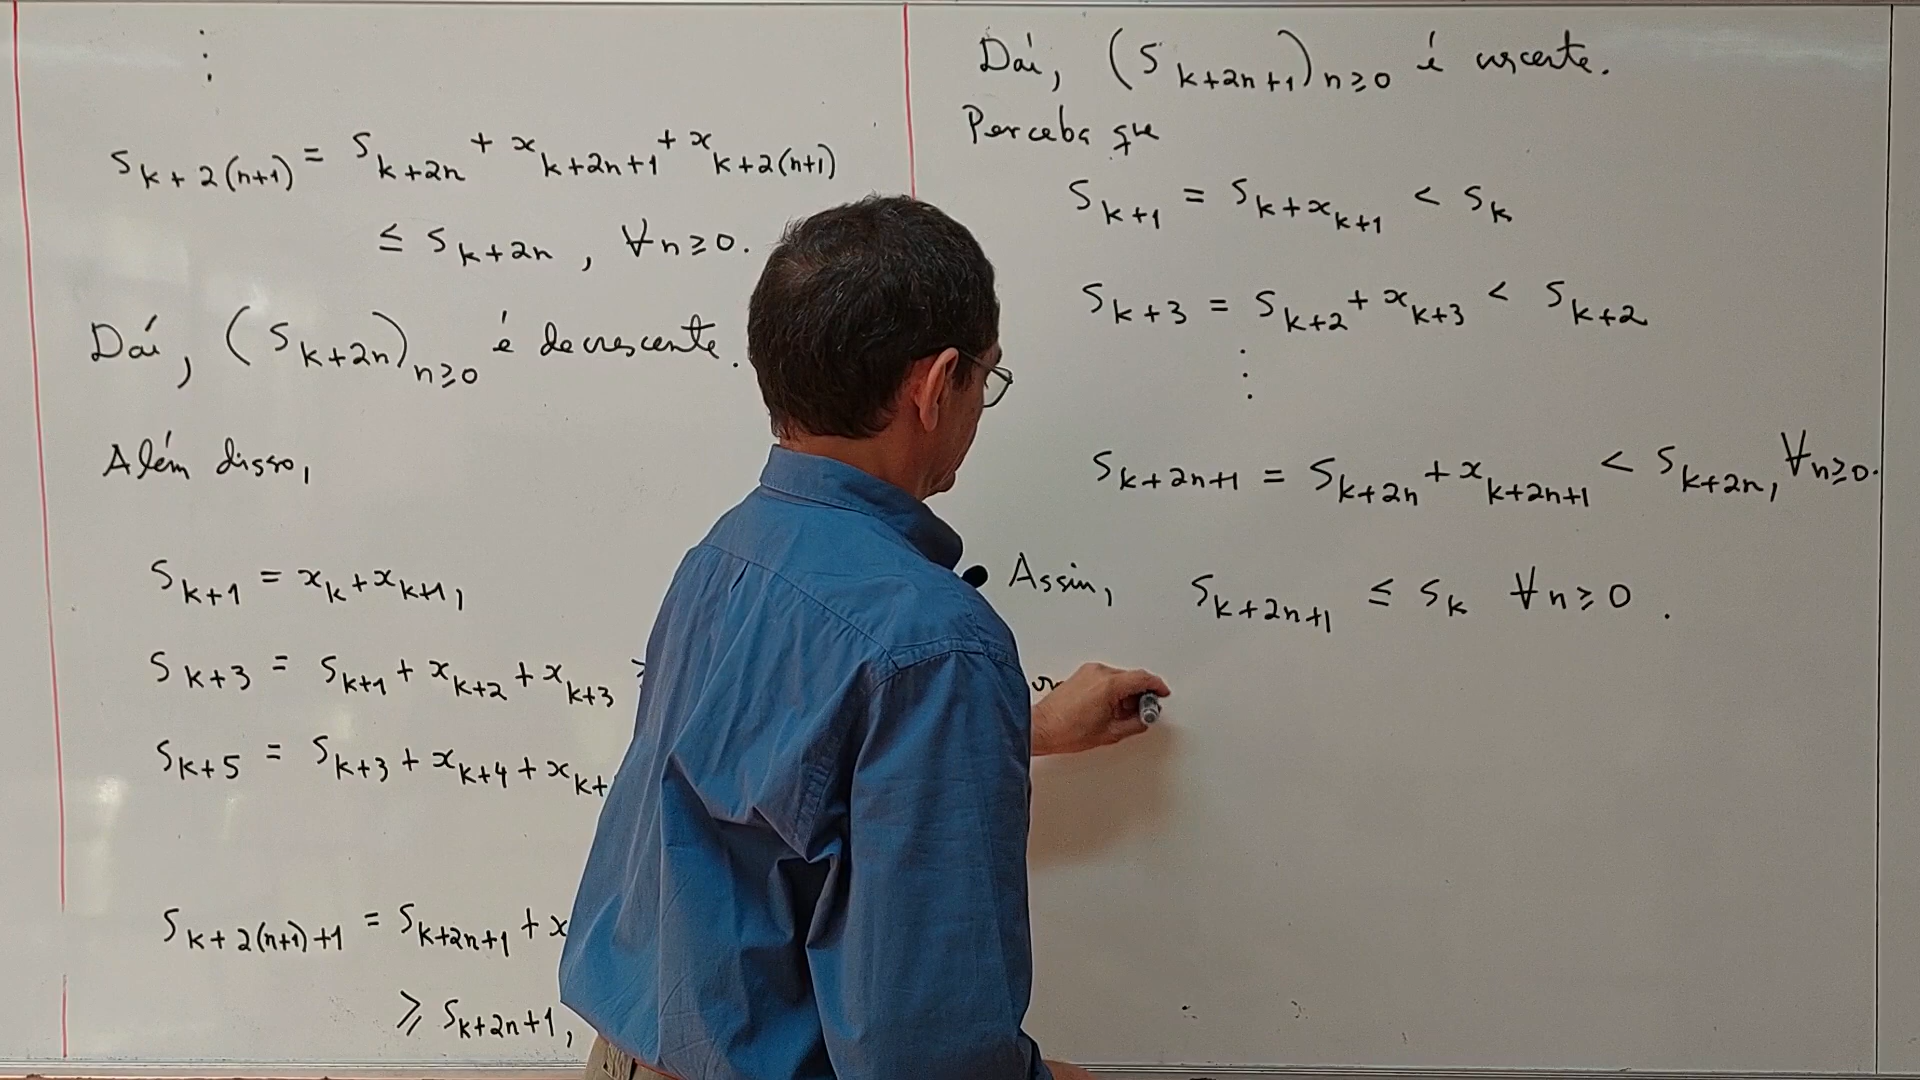 ⋮
S_{k+2(n+1)} = S_{k+2n} + x_{k+2n+1} + x_{k+2(n+1)}
≤ S_{k+2n}, ∀n≥0.
Daí, (S_{k+2n})_{n≥0} é decrescente.
Além disso,
S_{k+1} = x_k + x_{k+1},
S_{k+3} = S_{k+1} + x_{k+2} + x_{k+3}
S_{k+5} = S_{k+3} + x_{k+4} + x_{k+
S_{k+2(n+1)+1} = S_{k+2n+1} + x
≥ S_{k+2n+1},
Daí, (S_{k+2n+1})_{n≥0} é crescente.
Perceba que
S_{k+1} = S_k + x_{k+1} < S_k
S_{k+3} = S_{k+2} + x_{k+3} < S_{k+2}
⋮
S_{k+2n+1} = S_{k+2n} + x_{k+2n+1} < S_{k+2n}, ∀n≥0.
Assim, S_{k+2n+1} ≤ S_k ∀n≥0.